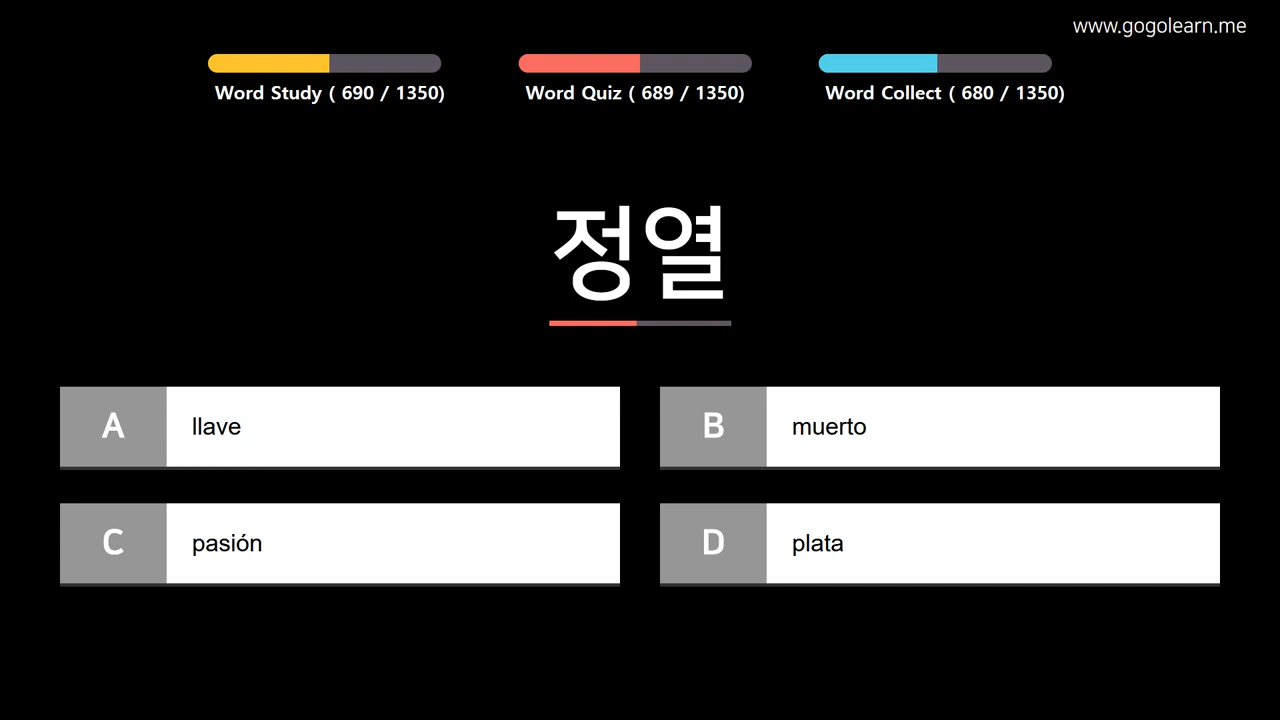 www.gogolearn.me
Word Study ( 690 / 1350)
Word Quiz ( 689 / 1350)
Word Collect ( 680 / 1350)
정열
A
llave
B
muerto
C
pasión
D
plata